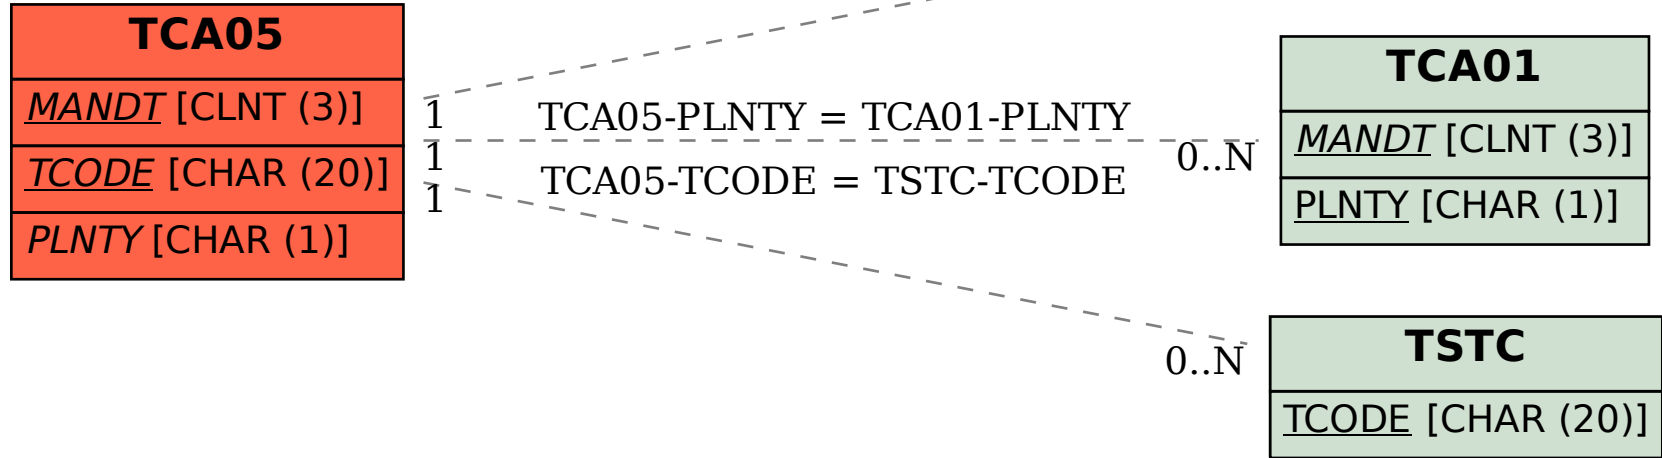 TCA05
MANDT [CLNT (3)]
TCODE [CHAR (20)]
PLNTY [CHAR (1)]
1
1
1
TCA05-PLNTY = TCA01-PLNTY
TCA05-TCODE = TSTC-TCODE
0..N
0..N
TCA01
MANDT [CLNT (3)]
PLNTY [CHAR (1)]
TSTC
TCODE [CHAR (20)]